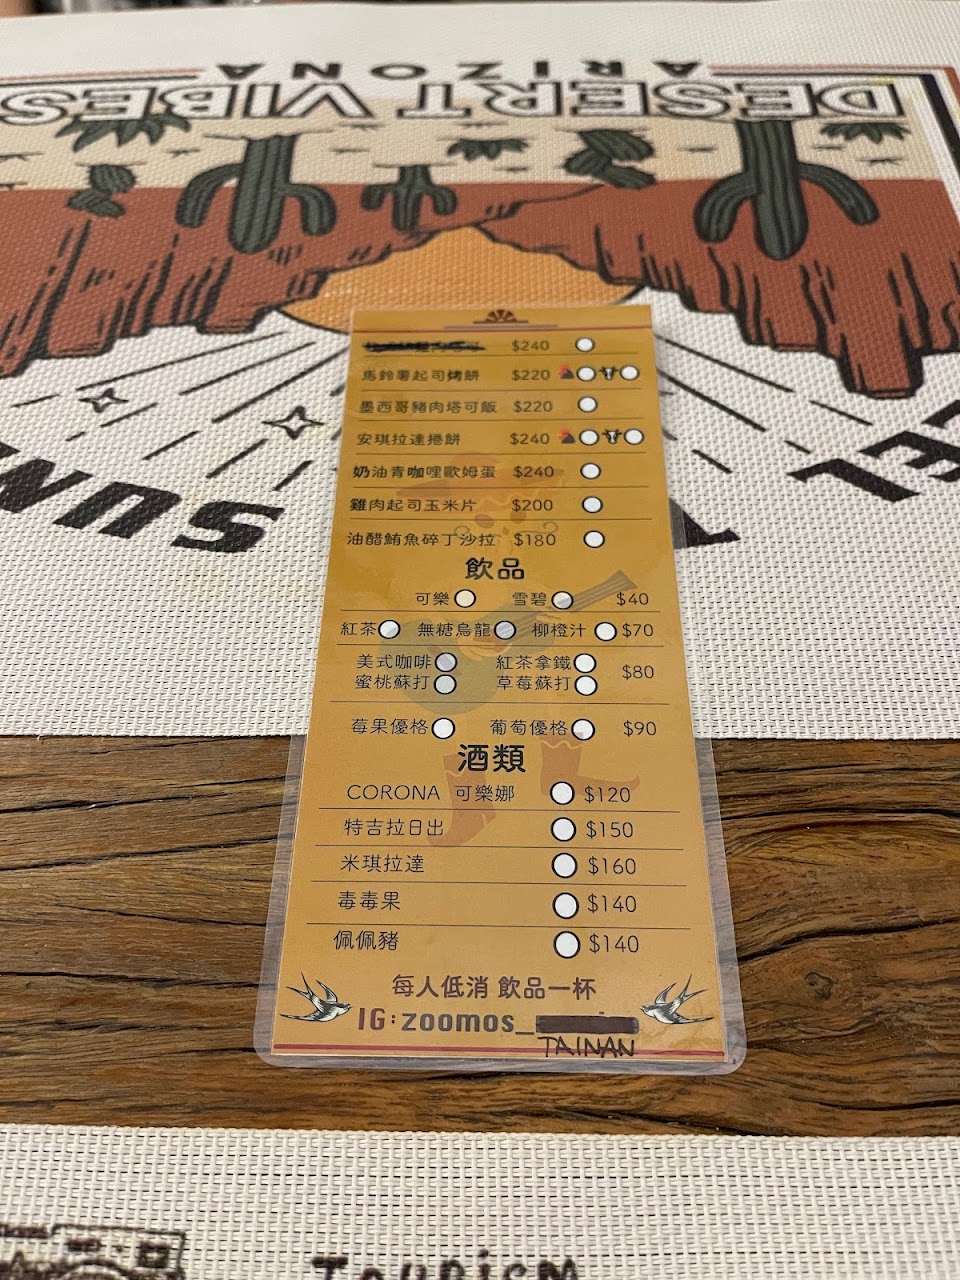 ARIZONA
DESERT VIBES
$240
馬鈴薯起司烤餅 $220
墨西哥豬肉塔可飯 $220
安琪拉達捲餅 $240
奶油青咖哩歐姆蛋 $240
雞肉起司玉米片 $200
油醋鮪魚碎丁沙拉 $180
飲品
可樂 雪碧 $40
紅茶 無糖烏龍 柳橙汁 $70
美式咖啡 紅茶拿鐵 $80
蜜桃蘇打 草莓蘇打
莓果優格 葡萄優格 $90
酒類
CORONA 可樂娜 $120
特吉拉日出 $150
米琪拉達 $160
毒毒果 $140
佩佩豬 $140
每人低消 飲品一杯
IG:zoomos_
TAINAN
Tourism